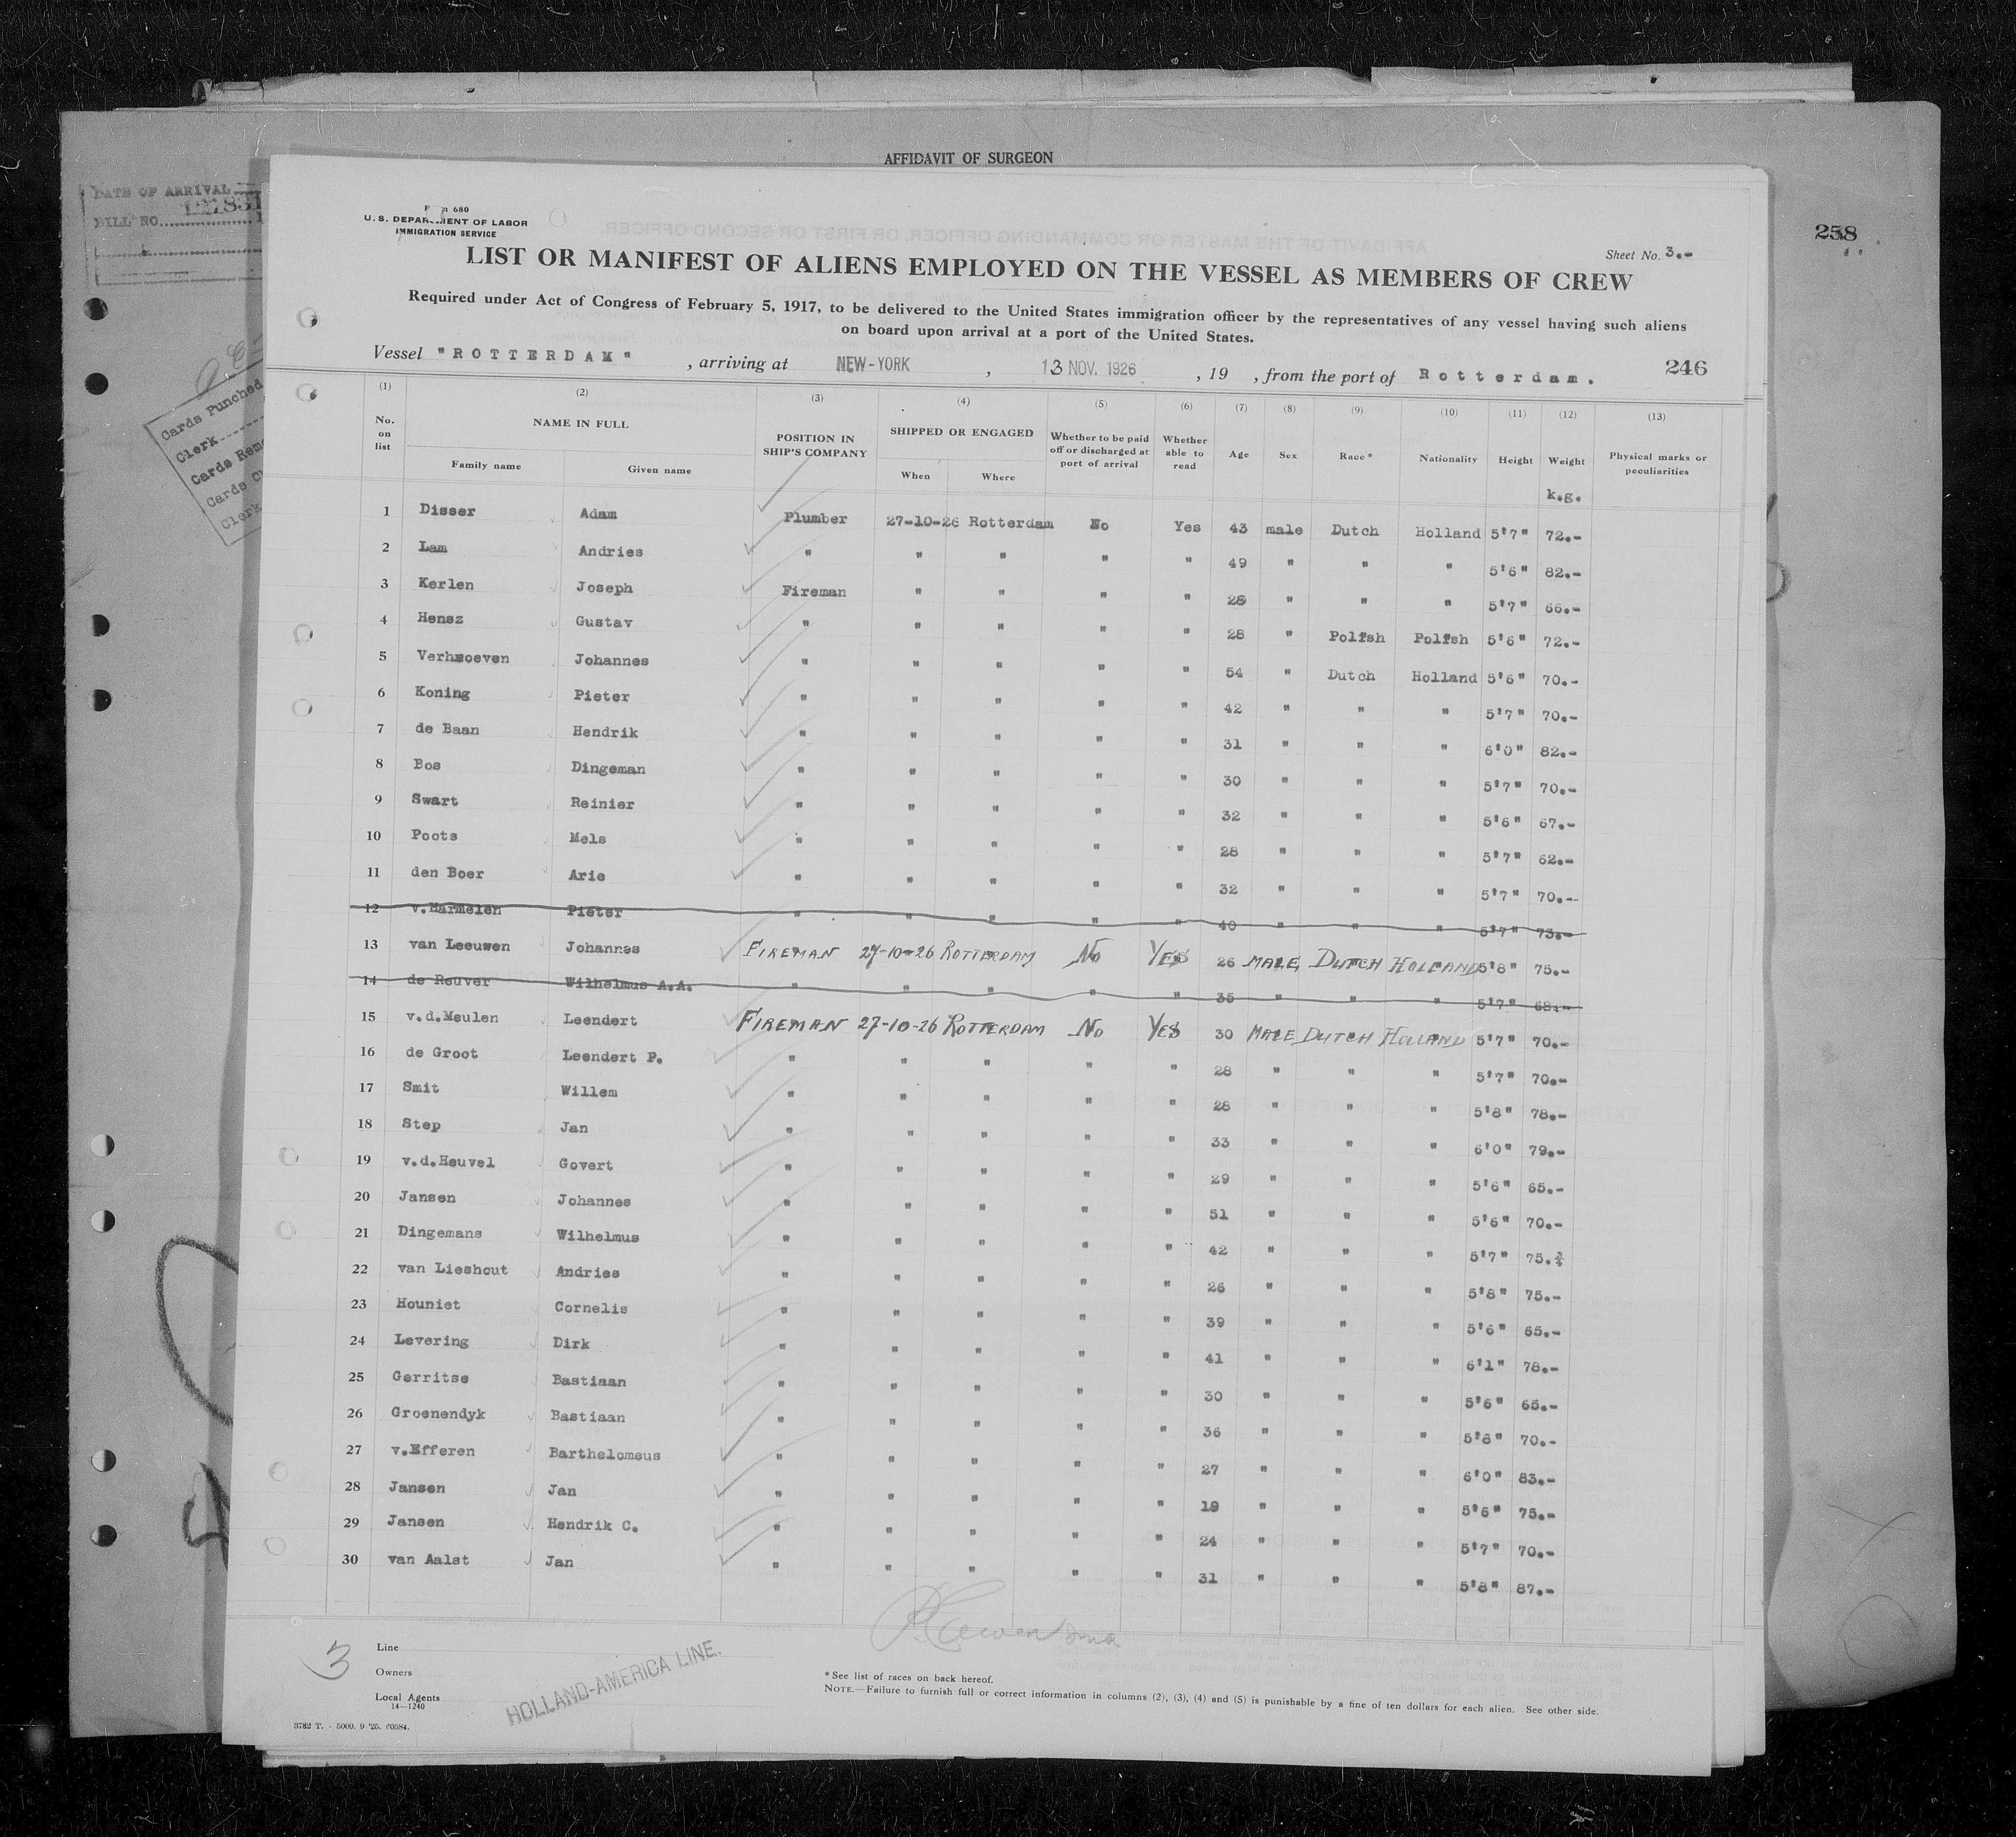 AFFIDAVIT OF SURGEON
DATE OF ARRIVAL
BILL NO.
258
Cards Punched
Clerk
Cards
Clerk
680
U. S. DEPARTMENT OF LABOR
IMMIGRATION SERVICE
Sheet No. 3.-
LIST OR MANIFEST OF ALIENS EMPLOYED ON THE VESSEL AS MEMBERS OF CREW
Required under Act of Congress of February 5, 1917, to be delivered to the United States immigration officer by the representatives of any vessel having such aliens
on board upon arrival at a port of the United States.
Vessel "ROTTERDAM", arriving at NEW-YORK, 13 NOV. 1926, 19 , from the port of Rotterdam. 246
(1) (2) (3) (4) (5) (6) (7) (8) (9) (10) (11) (12) (13)
No. on list NAME IN FULL POSITION IN SHIP'S COMPANY SHIPPED OR ENGAGED Whether to be paid off or discharged at port of arrival Whether able to read Age Sex Race* Nationality Height Weight Physical marks or peculiarities
Family name Given name When Where
k.g.
1 Disser Adam Plumber 27-10-26 Rotterdam No Yes 43 male Dutch Holland 5'7" 72.-
2 Lam Andries " " " " " 49 " " " 5'6" 82.-
3 Kerlen Joseph Fireman " " " " 28 " " " 5'7" 66.-
4 Hensz Gustav " " " " " 28 " Polish Polish 5'6" 72.-
5 Verhoeven Johannes " " " " " 54 " Dutch Holland 5'6" 70.-
6 Koning Pieter " " " " " 42 " " " 5'7" 70.-
7 de Baan Hendrik " " " " " 31 " " " 6'0" 82.-
8 Bos Dingeman " " " " " 30 " " " 5'7" 70.-
9 Swart Reinier " " " " " 32 " " " 5'6" 67.-
10 Poots Mels " " " " " 28 " " " 5'7" 62.-
11 den Boer Arie " " " " " 32 " " " 5'7" 70.--
12 v.Harmelen Pieter " " " " " 40 " " " 5'7" 73.-
13 van Leeuwen Johannes FIREMAN 27-10-26 ROTTERDAM No YES 26 MALE DUTCH HOLLAND 5'8" 75.-
14 de Reuver Wilhelmus A.A. " " " " " 35 " " " 5'7" 68.-
15 v.d.Meulen Leendert FIREMAN 27-10-26 ROTTERDAM No YES 30 MALE DUTCH HOLLAND 5'7" 70.-
16 de Groot Leendert P. " " " " " 28 " " " 5'7" 70.-
17 Smit Willem " " " " " 28 " " " 5'8" 78.-
18 Step Jan " " " " " 33 " " " 6'0" 79.-
19 v.d.Heuvel Govert " " " " " 29 " " " 5'6" 65.-
20 Jansen Johannes " " " " " 51 " " " 5'6" 70.-
21 Dingemans Wilhelmus " " " " " 42 " " " 5'7" 75.
22 van Lieshout Andries " " " " " 26 " " " 5'8" 75.-
23 Houniet Cornelis " " " " " 39 " " " 5'6" 65.-
24 Levering Dirk " " " " " 41 " " " 6'1" 78.-
25 Gerritse Bastiaan " " " " " 30 " " " 5'6" 65.-
26 Groenendyk Bastiaan " " " " " 36 " " " 5'8" 70.-
27 v.Efferen Barthelomeus " " " " " 27 " " " 6'0" 83.-
28 Jansen Jan " " " " " 19 " " " 5'6" 75.-
29 Jansen Hendrik C. " " " " " 24 " " " 5'7" 70.-
30 van Aalst Jan " " " " " 31 " " " 5'8" 87.-
3
Line
Owners
Local Agents
14—1240
HOLLAND-AMERICA LINE.
*See list of races on back hereof.
NOTE.—Failure to furnish full or correct information in columns (2), (3), (4) and (5) is punishable by a fine of ten dollars for each alien. See other side.
3782 T. - 5000. 9 '25. 60584.